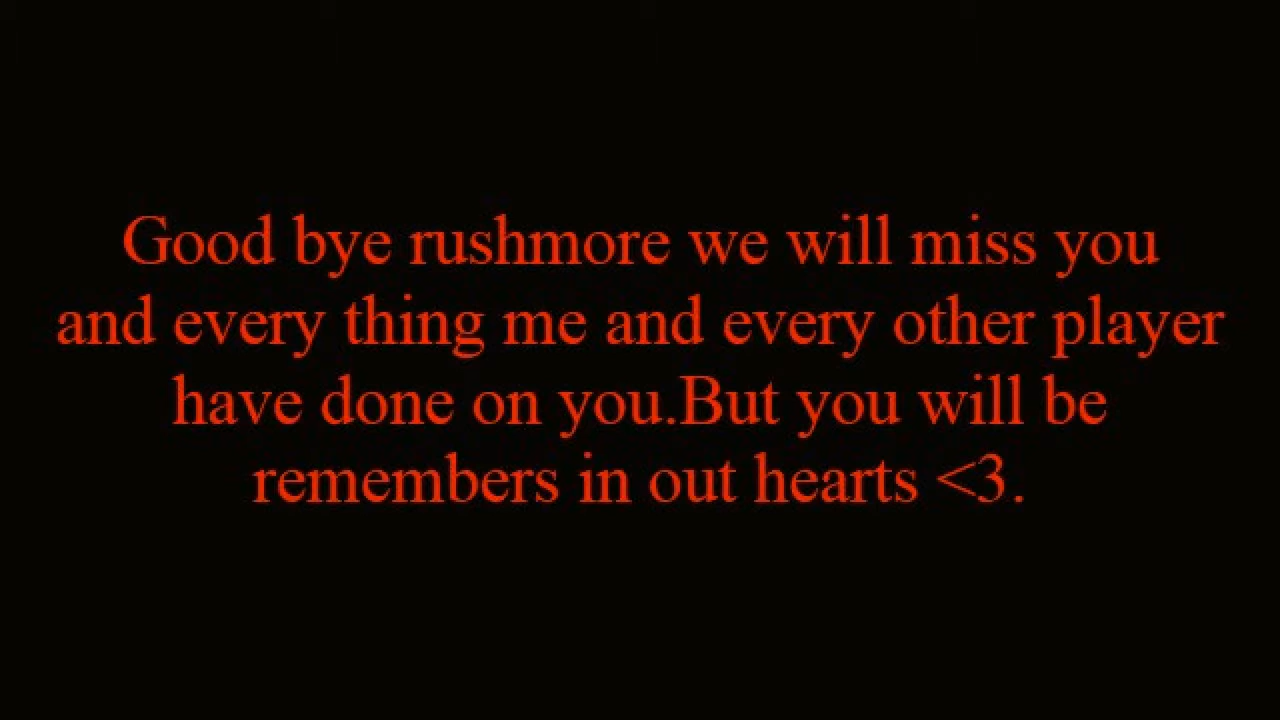 Good bye rushmore we will miss you
and every thing me and every other player
have done on you.But you will be
remembers in out hearts <3.